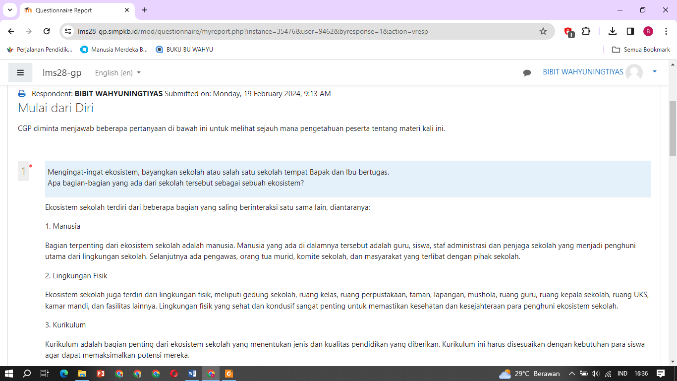 Questionnaire Report
lms28-gp.simpkb.id/mod/questionnaire/myreport.php?instance=35476&user=9462&byresponse=1&action=vresp
Perjalanan Pendidik...
Manusia Merdeka B...
BUKU BU WAHYU
Semua Bookmark
lms28-gp
English (en)
BIBIT WAHYUNINGTIYAS
Respondent: BIBIT WAHYUNINGTIYAS Submitted on: Monday, 19 February 2024, 9:13 AM
Mulai dari Diri
CGP diminta menjawab beberapa pertanyaan di bawah ini untuk melihat sejauh mana pengetahuan peserta tentang materi kali ini.
1
Mengingat-ingat ekosistem, bayangkan sekolah atau salah satu sekolah tempat Bapak dan Ibu bertugas.
Apa bagian-bagian yang ada dari sekolah tersebut sebagai sebuah ekosistem?
Ekosistem sekolah terdiri dari beberapa bagian yang saling berinteraksi satu sama lain, diantaranya:
1. Manusia
Bagian terpenting dari ekosistem sekolah adalah manusia. Manusia yang ada di dalamnya tersebut adalah guru, siswa, staf administrasi dan penjaga sekolah yang menjadi penghuni
utama dari lingkungan sekolah. Selanjutnya ada pengawas, orang tua murid, komite sekolah, dan masyarakat yang terlibat dengan pihak sekolah.
2. Lingkungan Fisik
Ekosistem sekolah juga terdiri dari lingkungan fisik, meliputi gedung sekolah, ruang kelas, ruang perpustakaan, taman, lapangan, mushola, ruang guru, ruang kepala sekolah, ruang UKS,
kamar mandi, dan fasilitas lainnya. Lingkungan fisik yang sehat dan kondusif sangat penting untuk memastikan kesehatan dan kesejahteraan para penghuni ekosistem sekolah.
3. Kurikulum
Kurikulum adalah bagian penting dari ekosistem sekolah yang menentukan jenis dan kualitas pendidikan yang diberikan. Kurikulum ini harus disesuaikan dengan kebutuhan para siswa
agar dapat memaksimalkan potensi mereka.
29°C Berawan
IND
10:36